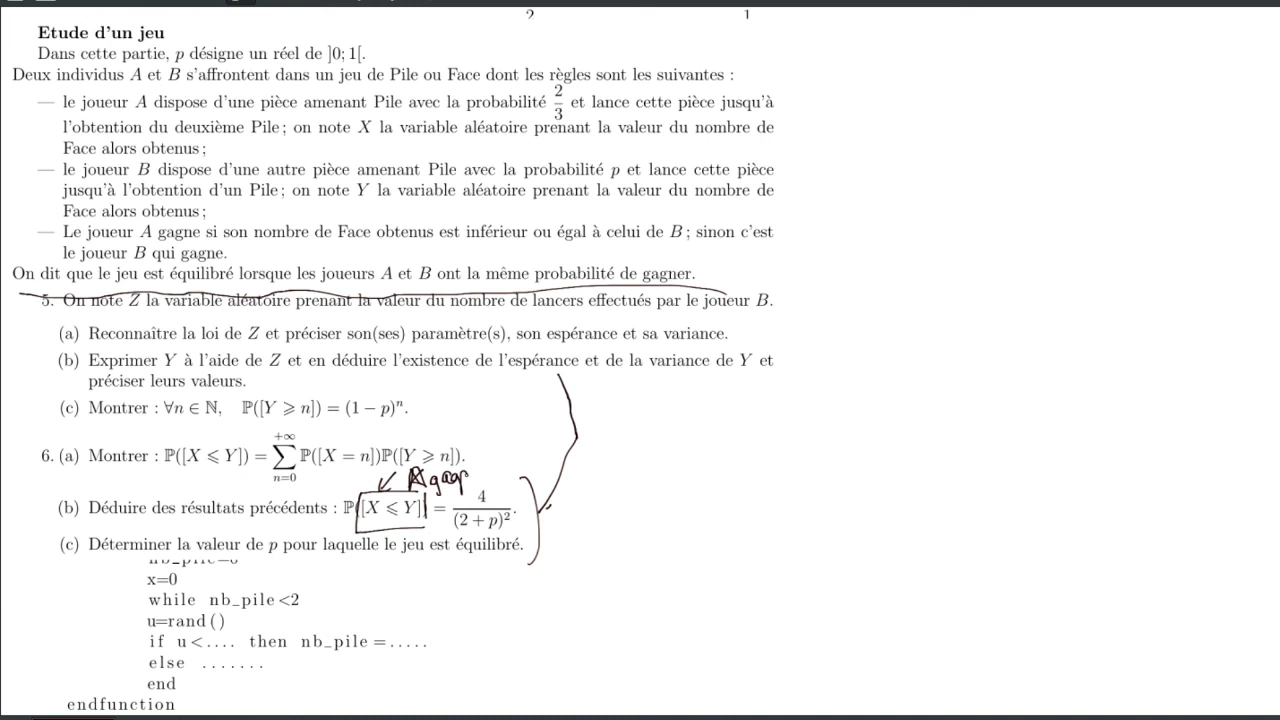 2 1
Etude d'un jeu
Dans cette partie, p désigne un réel de ]0; 1[.
Deux individus A et B s'affrontent dans un jeu de Pile ou Face dont les règles sont les suivantes :
— le joueur A dispose d'une pièce amenant Pile avec la probabilité 2/3 et lance cette pièce jusqu'à
l'obtention du deuxième Pile ; on note X la variable aléatoire prenant la valeur du nombre de
Face alors obtenus ;
— le joueur B dispose d'une autre pièce amenant Pile avec la probabilité p et lance cette pièce
jusqu'à l'obtention d'un Pile ; on note Y la variable aléatoire prenant la valeur du nombre de
Face alors obtenus ;
— Le joueur A gagne si son nombre de Face obtenus est inférieur ou égal à celui de B ; sinon c'est
le joueur B qui gagne.
On dit que le jeu est équilibré lorsque les joueurs A et B ont la même probabilité de gagner.
5. On note Z la variable aléatoire prenant la valeur du nombre de lancers effectués par le joueur B.
(a) Reconnaître la loi de Z et préciser son(ses) paramètre(s), son espérance et sa variance.
(b) Exprimer Y à l'aide de Z et en déduire l'existence de l'espérance et de la variance de Y et
préciser leurs valeurs.
(c) Montrer : ∀n ∈ ℕ, ℙ([Y ⩾ n]) = (1 − p)^n.
6. (a) Montrer : ℙ([X ⩽ Y]) = ∑_{n=0}^{+∞} ℙ([X = n])ℙ([Y ⩾ n]).
(b) Déduire des résultats précédents : ℙ([X ⩽ Y]) = 4/(2 + p)^2.
(c) Déterminer la valeur de p pour laquelle le jeu est équilibré.
x=0
while nb_pile<2
u=rand()
if u<.... then nb_pile=.....
else .......
end
endfunction